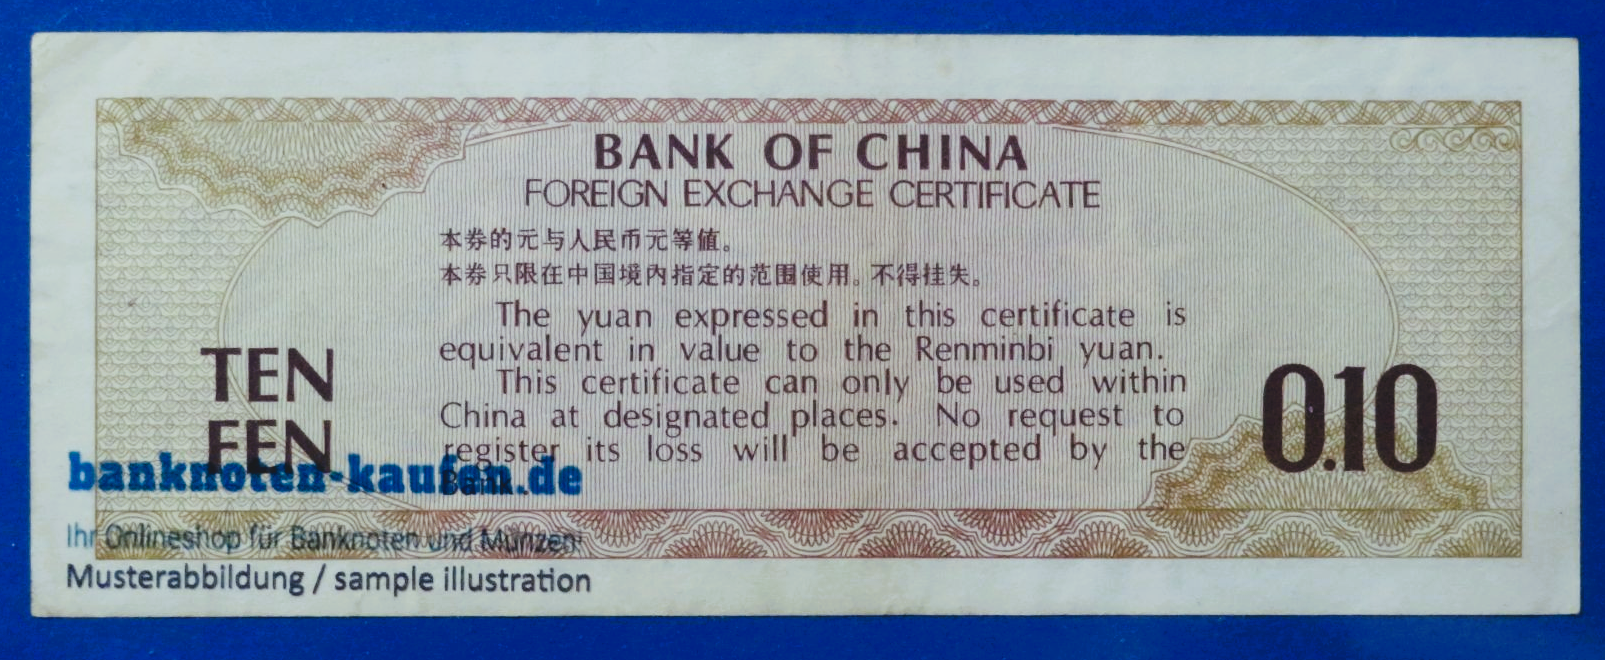 BANK OF CHINA
FOREIGN EXCHANGE CERTIFICATE
本券的元与人民币元等值。
本券只限在中国境内指定的范围使用。不得挂失。
The yuan expressed in this certificate is
equivalent in value to the Renminbi yuan.
This certificate can only be used within
China at designated places. No request to
register its loss will be accepted by the
Bank.
TEN
FEN
0.10
banknoten-kaufen.de
Ihr Onlineshop für Banknoten und Münzen!
Musterabbildung / sample illustration